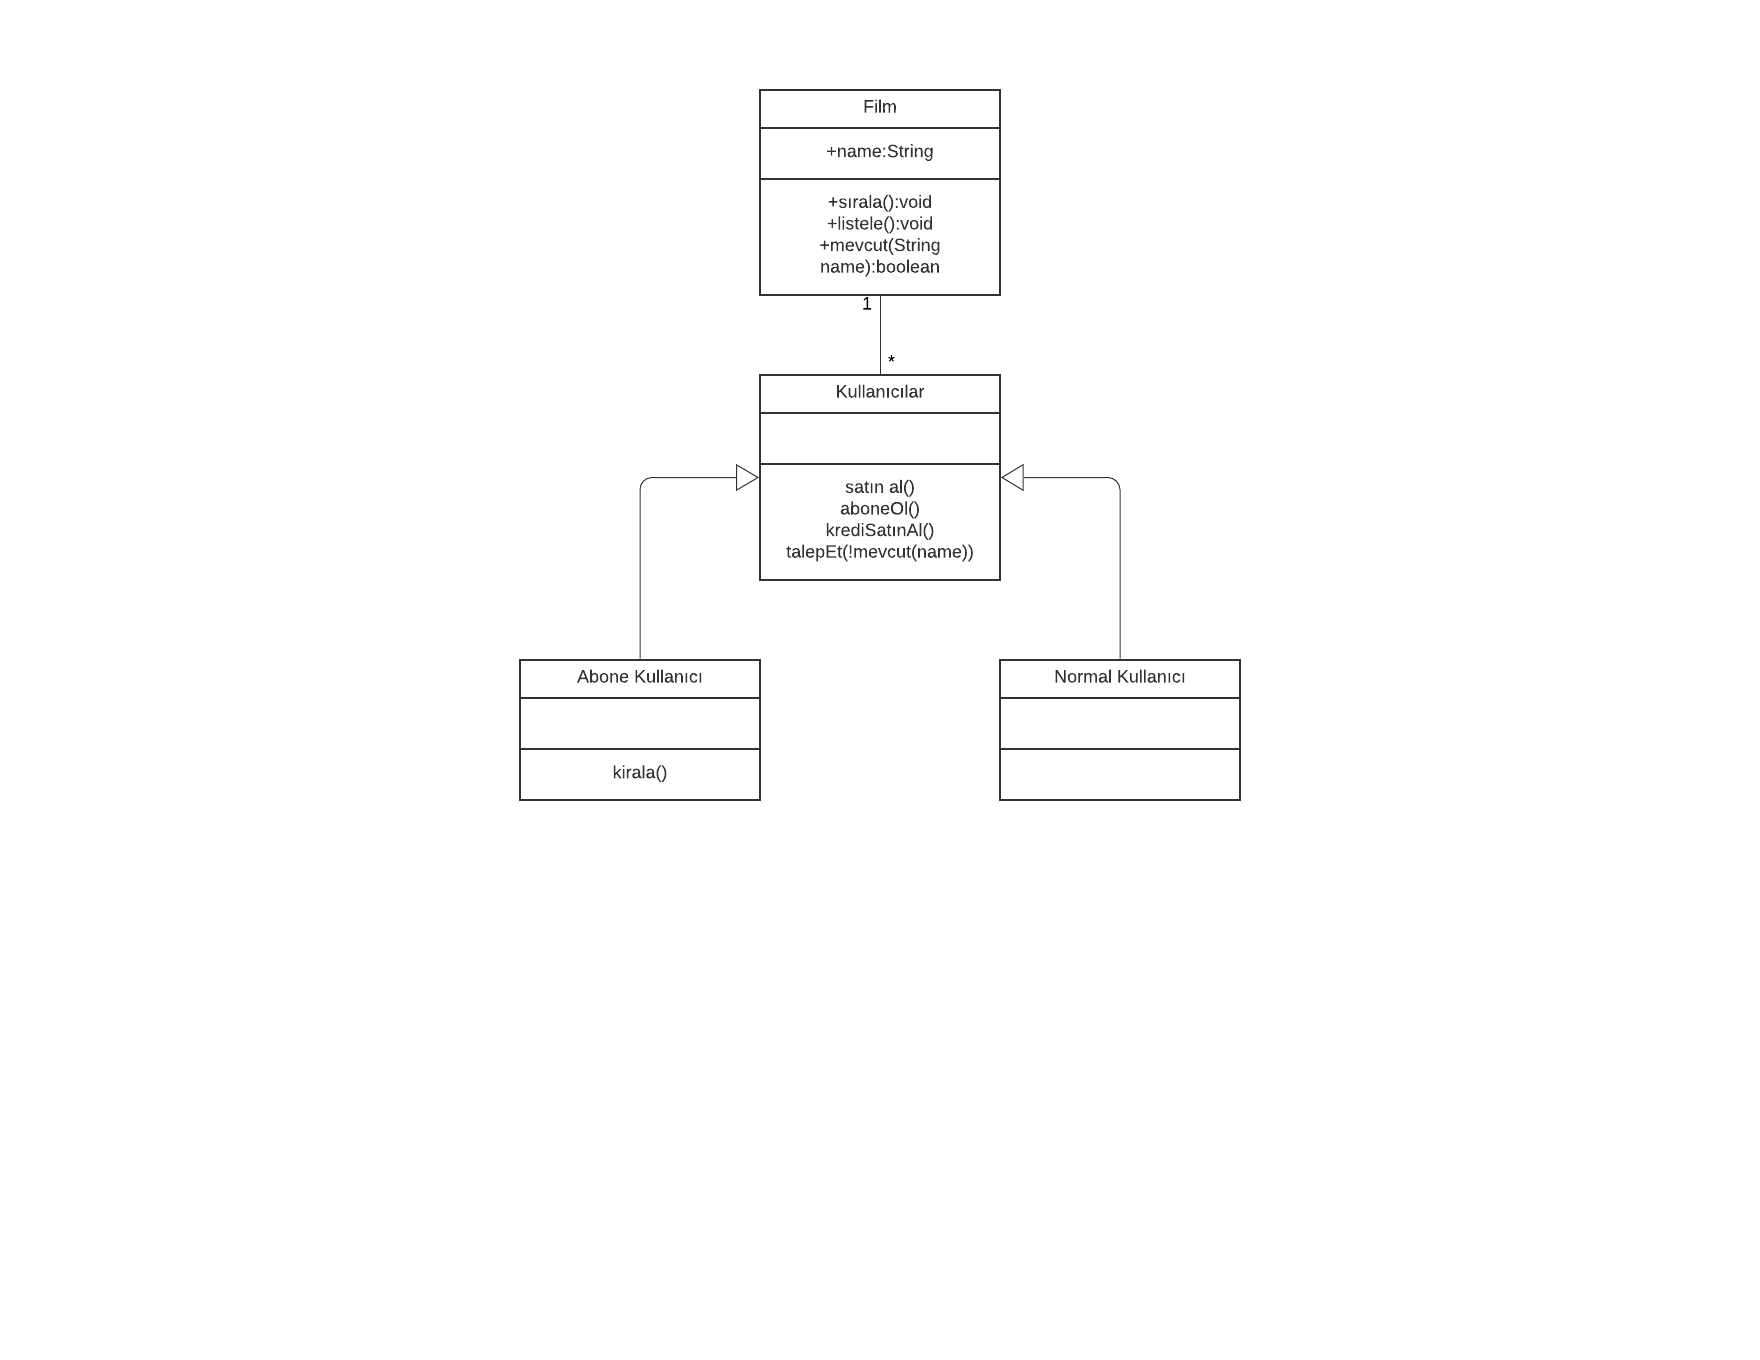 Film
+name:String
+sırala():void
+listele():void
+mevcut(String
name):boolean
1
*
Kullanıcılar
satın al()
aboneOl()
krediSatınAl()
talepEt(!mevcut(name))
Abone Kullanıcı
kirala()
Normal Kullanıcı